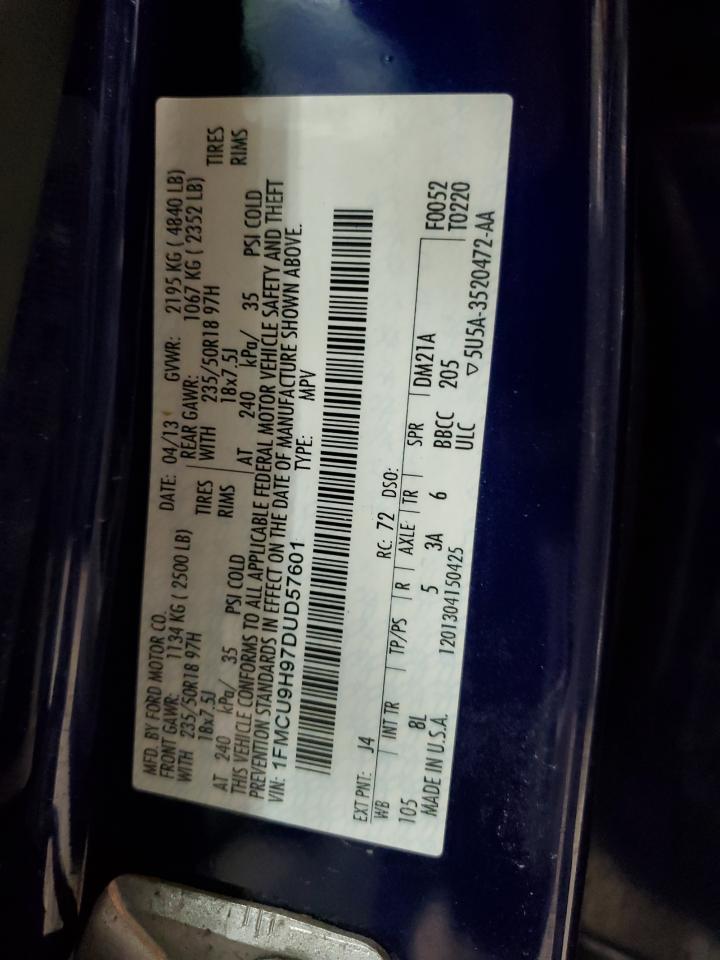 MFD. BY FORD MOTOR CO. DATE: 04/13 GVWR: 2195 KG ( 4840 LB)
FRONT GAWR: 1134 KG ( 2500 LB) REAR GAWR: 1067 KG ( 2352 LB)
WITH 235/50R18 97H TIRES WITH 235/50R18 97H TIRES
18x7.5J RIMS 18x7.5J RIMS
AT 240 kPa/ 35 PSI COLD AT 240 kPa/ 35 PSI COLD
THIS VEHICLE CONFORMS TO ALL APPLICABLE FEDERAL MOTOR VEHICLE SAFETY AND THEFT
PREVENTION STANDARDS IN EFFECT ON THE DATE OF MANUFACTURE SHOWN ABOVE.
VIN: 1FMCU9H97DUD57601 TYPE: MPV
EXT PNT: J4 RC: 72 DSO: F0052
WB INT TR TP/PS R AXLE TR SPR DM21A T0220
105 8L 5 3A 6 BBCC 205
MADE IN U.S.A. 1201304150425 ULC ▽5U5A-3520472-AA